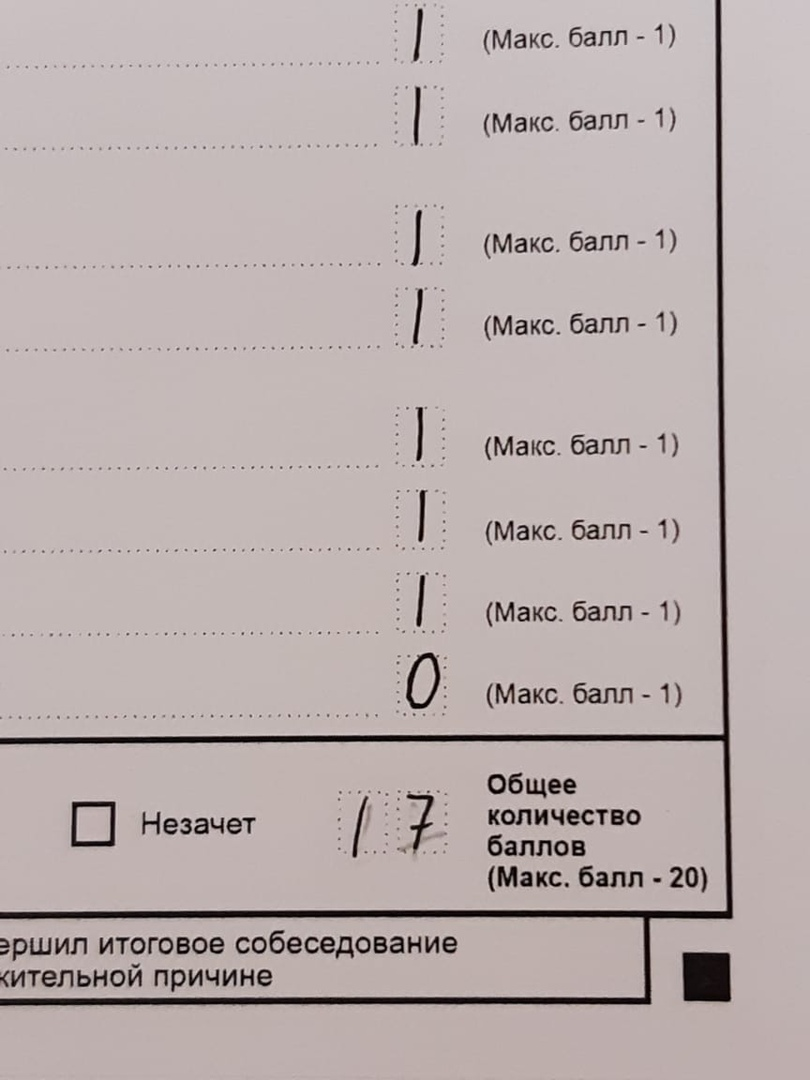 1 (Макс. балл - 1)
1 (Макс. балл - 1)
1 (Макс. балл - 1)
1 (Макс. балл - 1)
1 (Макс. балл - 1)
1 (Макс. балл - 1)
1 (Макс. балл - 1)
0 (Макс. балл - 1)
Незачет
17
Общее
количество
баллов
(Макс. балл - 20)
итоговое собеседование
причине